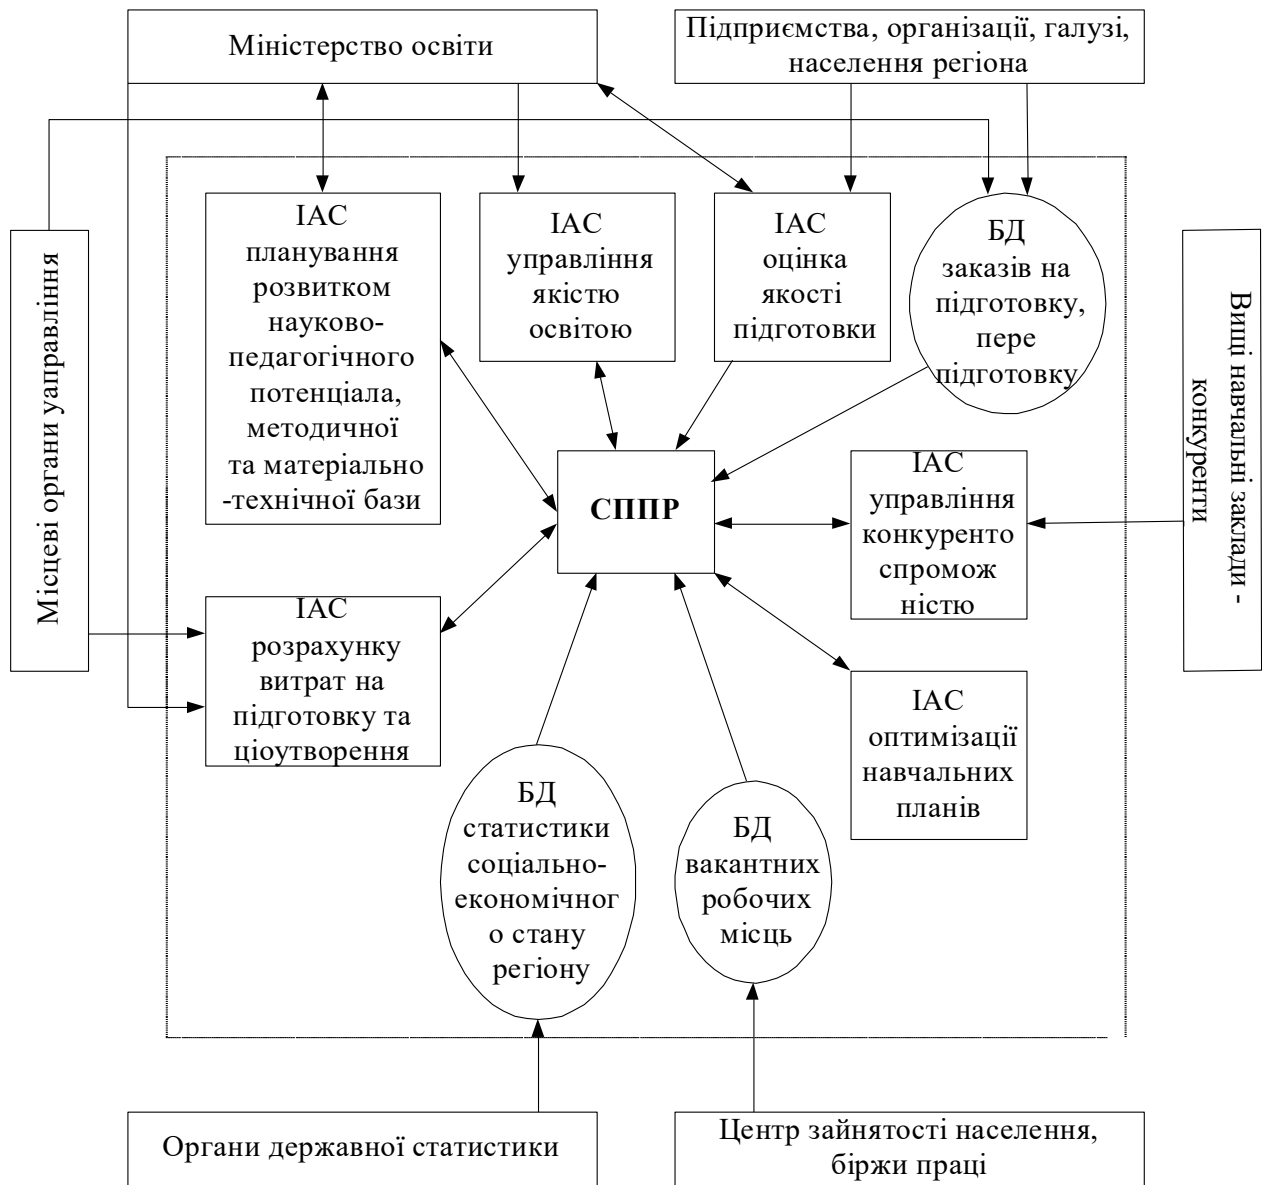 Міністерство освіти
Підприємства, організації, галузі,
населення регіона
Місцеві органи уаправління
ІАС
планування
розвитком
науково-
педагогічного
потенціала,
методичної
та матеріально
-технічної бази
ІАС
управління
якістю
освітою
ІАС
оцінка
якості
підготовки
БД
заказів на
підготовку,
пере
підготовку
Вищі навчальні заклади -
конкуренти
СППР
ІАС
управління
конкуренто
спромож
ністю
ІАС
розрахунку
витрат на
підготовку та
ціоутворення
ІАС
оптимізації
навчальних
планів
БД
статистики
соціально-
економічног
о стану
регіону
БД
вакантних
робочих
місць
Органи державної статистики
Центр зайнятості населення,
біржи праці